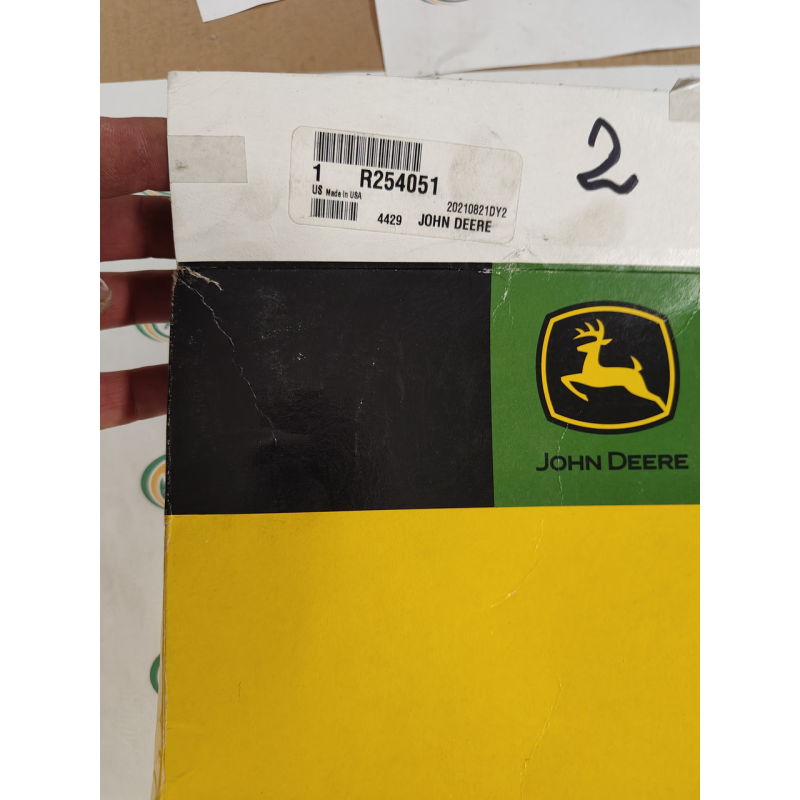 1 R254051
US Made in USA
20210821DY2
4429 JOHN DEERE
2
JOHN DEERE